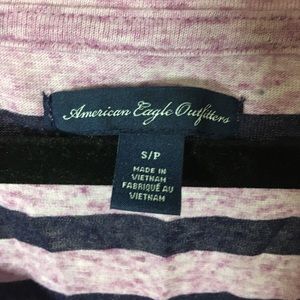 American Eagle Outfitters
S/P
MADE IN
VIETNAM
FABRIQUÉ AU
VIETNAM